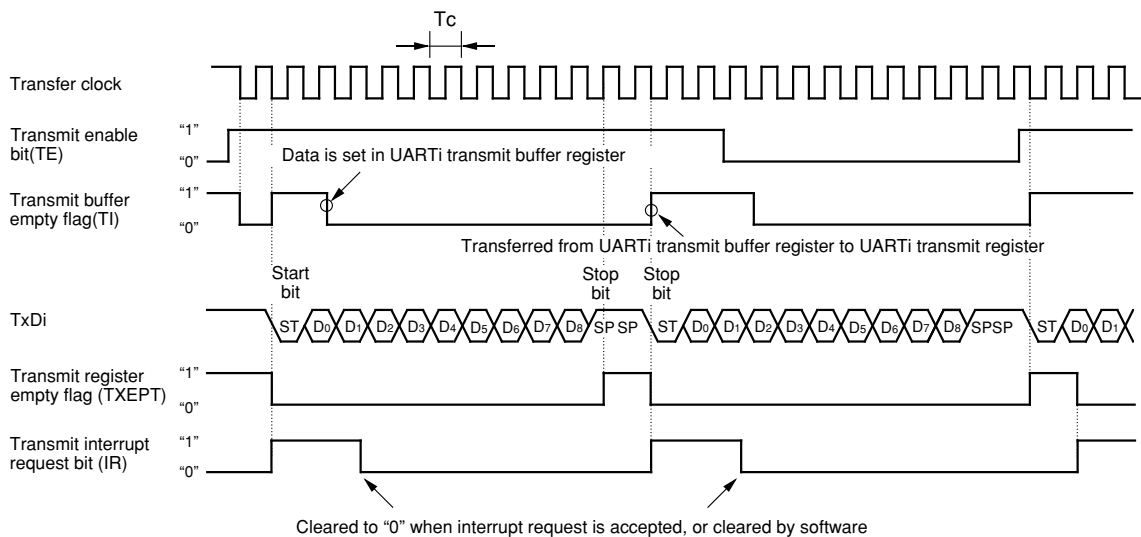 Tc
Transfer clock
Transmit enable
bit(TE)
“1”
“0”
Data is set in UARTi transmit buffer register
Transmit buffer
empty flag(TI)
“1”
“0”
Transferred from UARTi transmit buffer register to UARTi transmit register
Start
bit
Stop
bit
Stop
bit
TxDi
ST D0 D1 D2 D3 D4 D5 D6 D7 D8 SP SP ST D0 D1 D2 D3 D4 D5 D6 D7 D8 SPSP ST D0 D1
Transmit register
empty flag (TXEPT)
“1”
“0”
Transmit interrupt
request bit (IR)
“1”
“0”
Cleared to “0” when interrupt request is accepted, or cleared by software